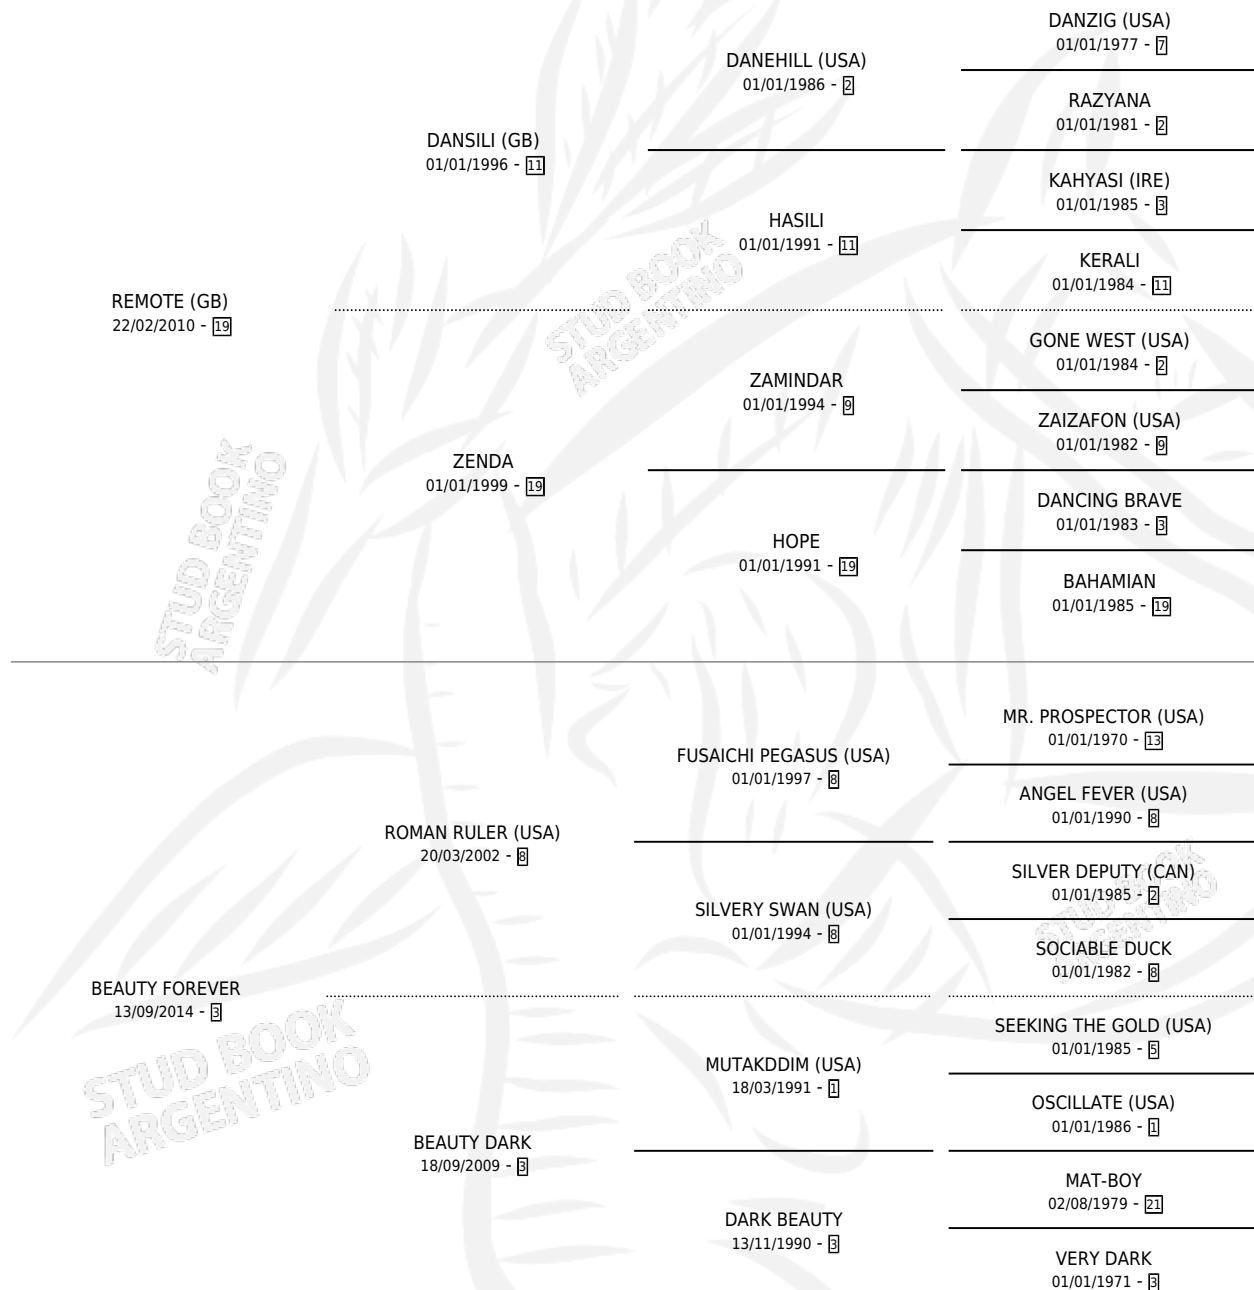 DANZIG (USA)
01/01/1977 - 7
DANEHILL (USA)
01/01/1986 - 2
RAZYANA
01/01/1981 - 2
DANSILI (GB)
01/01/1996 - 11
KAHYASI (IRE)
01/01/1985 - 3
HASILI
01/01/1991 - 11
KERALI
01/01/1984 - 11
REMOTE (GB)
22/02/2010 - 19
STUD BOOK
ARGENTINO
GONE WEST (USA)
01/01/1984 - 2
ZAMINDAR
01/01/1994 - 9
ZAIZAFON (USA)
01/01/1982 - 9
ZENDA
01/01/1999 - 19
DANCING BRAVE
01/01/1983 - 3
HOPE
01/01/1991 - 19
BAHAMIAN
01/01/1985 - 19
STUD BOOK
ARGENTINO
MR. PROSPECTOR (USA)
01/01/1970 - 13
FUSAICHI PEGASUS (USA)
01/01/1997 - 8
ANGEL FEVER (USA)
01/01/1990 - 8
ROMAN RULER (USA)
20/03/2002 - 8
SILVER DEPUTY (CAN)
01/01/1985 - 2
STUD BOOK
ARGENTINO
SILVERY SWAN (USA)
01/01/1994 - 8
SOCIABLE DUCK
01/01/1982 - 8
BEAUTY FOREVER
13/09/2014 - 3
STUD BOOK
ARGENTINO
SEEKING THE GOLD (USA)
01/01/1985 - 5
MUTAKDDIM (USA)
18/03/1991 - 1
OSCILLATE (USA)
01/01/1986 - 1
BEAUTY DARK
18/09/2009 - 3
MAT-BOY
02/08/1979 - 21
DARK BEAUTY
13/11/1990 - 3
VERY DARK
01/01/1971 - 3